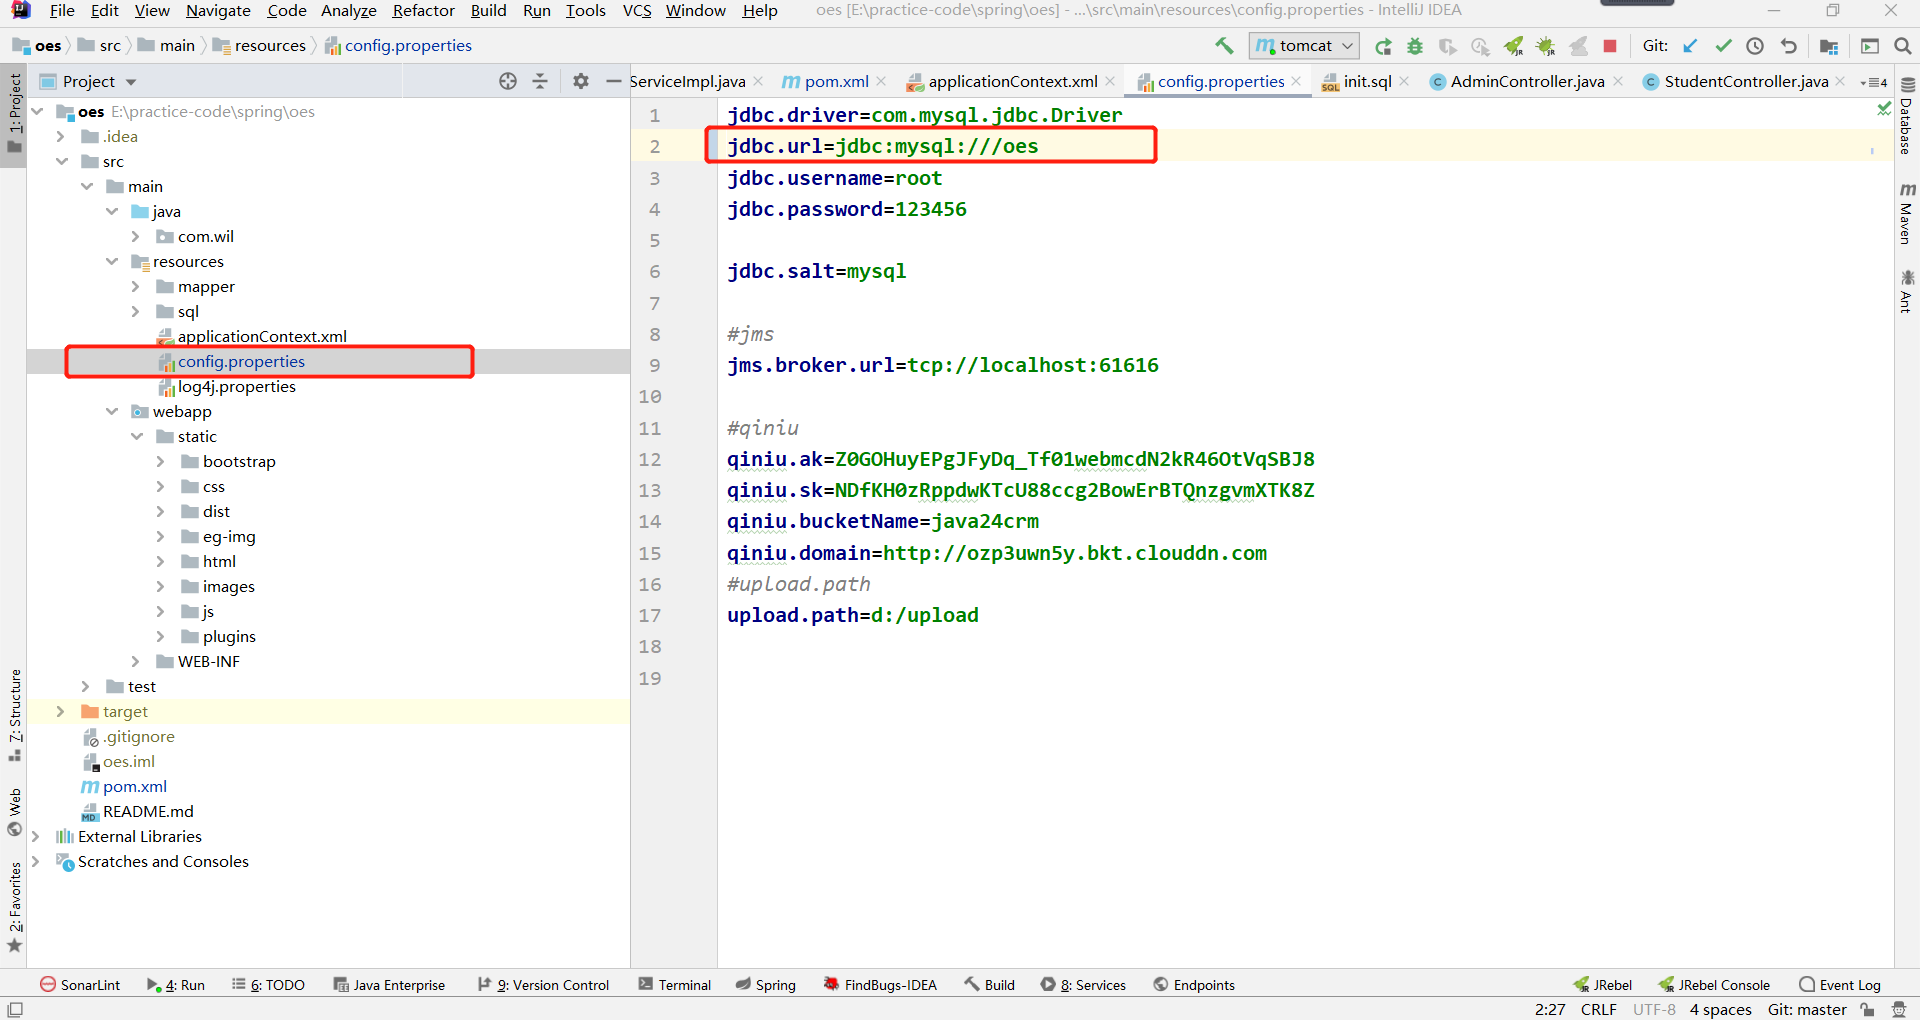 File Edit View Navigate Code Analyze Refactor Build Run Tools VCS Window Help oes [E:\practice-code\spring\oes] - ...\src\main\resources\config.properties - IntelliJ IDEA
oes src main resources config.properties tomcat Git:
Project ServiceImpl.java pom.xml applicationContext.xml config.properties init.sql AdminController.java StudentController.java 4
1: Project
7: Structure
Web
2: Favorites
oes E:\practice-code\spring\oes
.idea
src
main
java
com.wil
resources
mapper
sql
applicationContext.xml
config.properties
log4j.properties
webapp
static
bootstrap
css
dist
eg-img
html
images
js
plugins
WEB-INF
test
target
.gitignore
oes.iml
pom.xml
README.md
External Libraries
Scratches and Consoles
1 jdbc.driver=com.mysql.jdbc.Driver
2 jdbc.url=jdbc:mysql:///oes
3 jdbc.username=root
4 jdbc.password=123456
5
6 jdbc.salt=mysql
7
8 #jms
9 jms.broker.url=tcp://localhost:61616
10
11 #qiniu
12 qiniu.ak=Z0GOHuyEPgJFyDq_Tf01webmcdN2kR46OtVqSBJ8
13 qiniu.sk=NDfKH0zRppdwKTcU88ccg2BowErBTQnzgvmXTK8Z
14 qiniu.bucketName=java24crm
15 qiniu.domain=http://ozp3uwn5y.bkt.clouddn.com
16 #upload.path
17 upload.path=d:/upload
18
19
Database
Maven
Ant
SonarLint 4: Run 6: TODO Java Enterprise 9: Version Control Terminal Spring FindBugs-IDEA Build 8: Services Endpoints JRebel JRebel Console Event Log
2:27 CRLF UTF-8 4 spaces Git: master